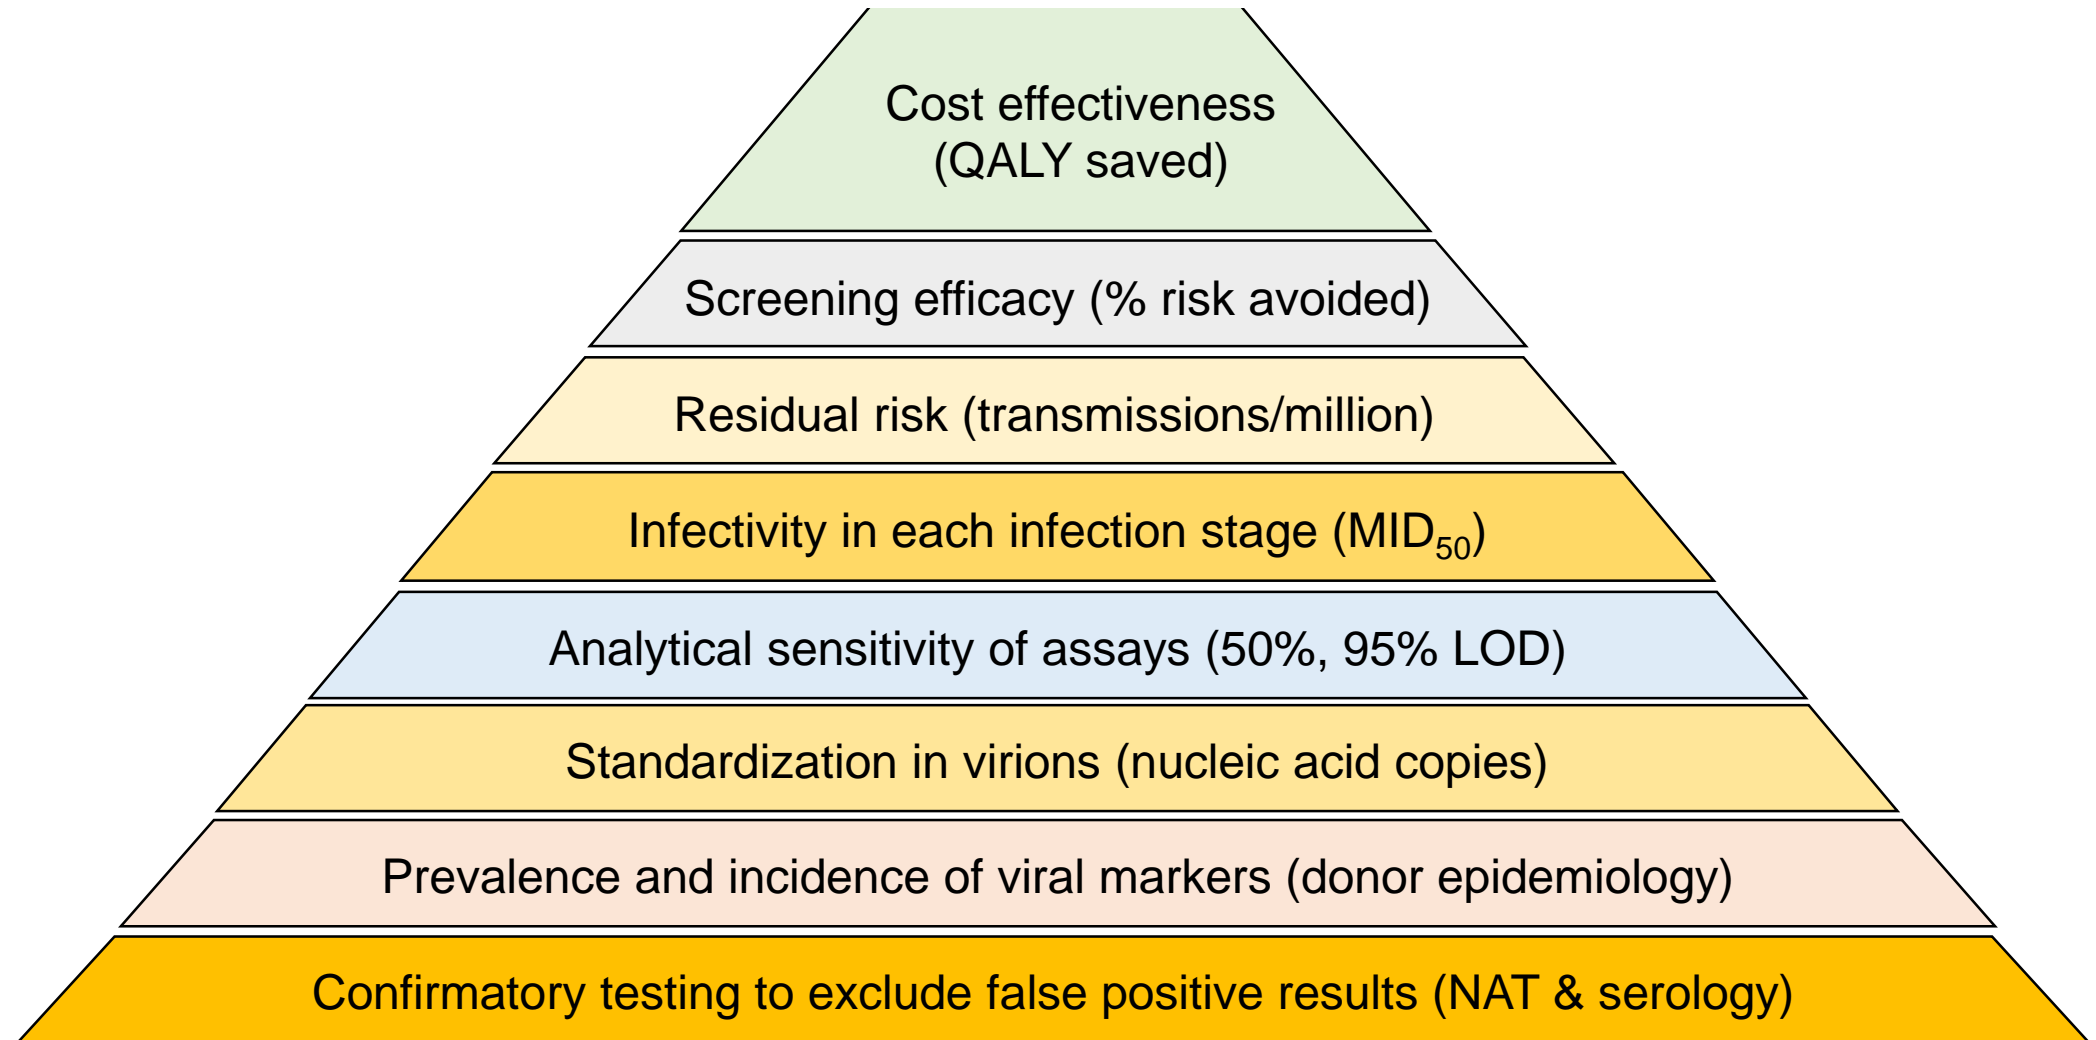 Cost effectiveness
(QALY saved)
Screening efficacy (% risk avoided)
Residual risk (transmissions/million)
Infectivity in each infection stage (MID₅₀)
Analytical sensitivity of assays (50%, 95% LOD)
Standardization in virions (nucleic acid copies)
Prevalence and incidence of viral markers (donor epidemiology)
Confirmatory testing to exclude false positive results (NAT & serology)